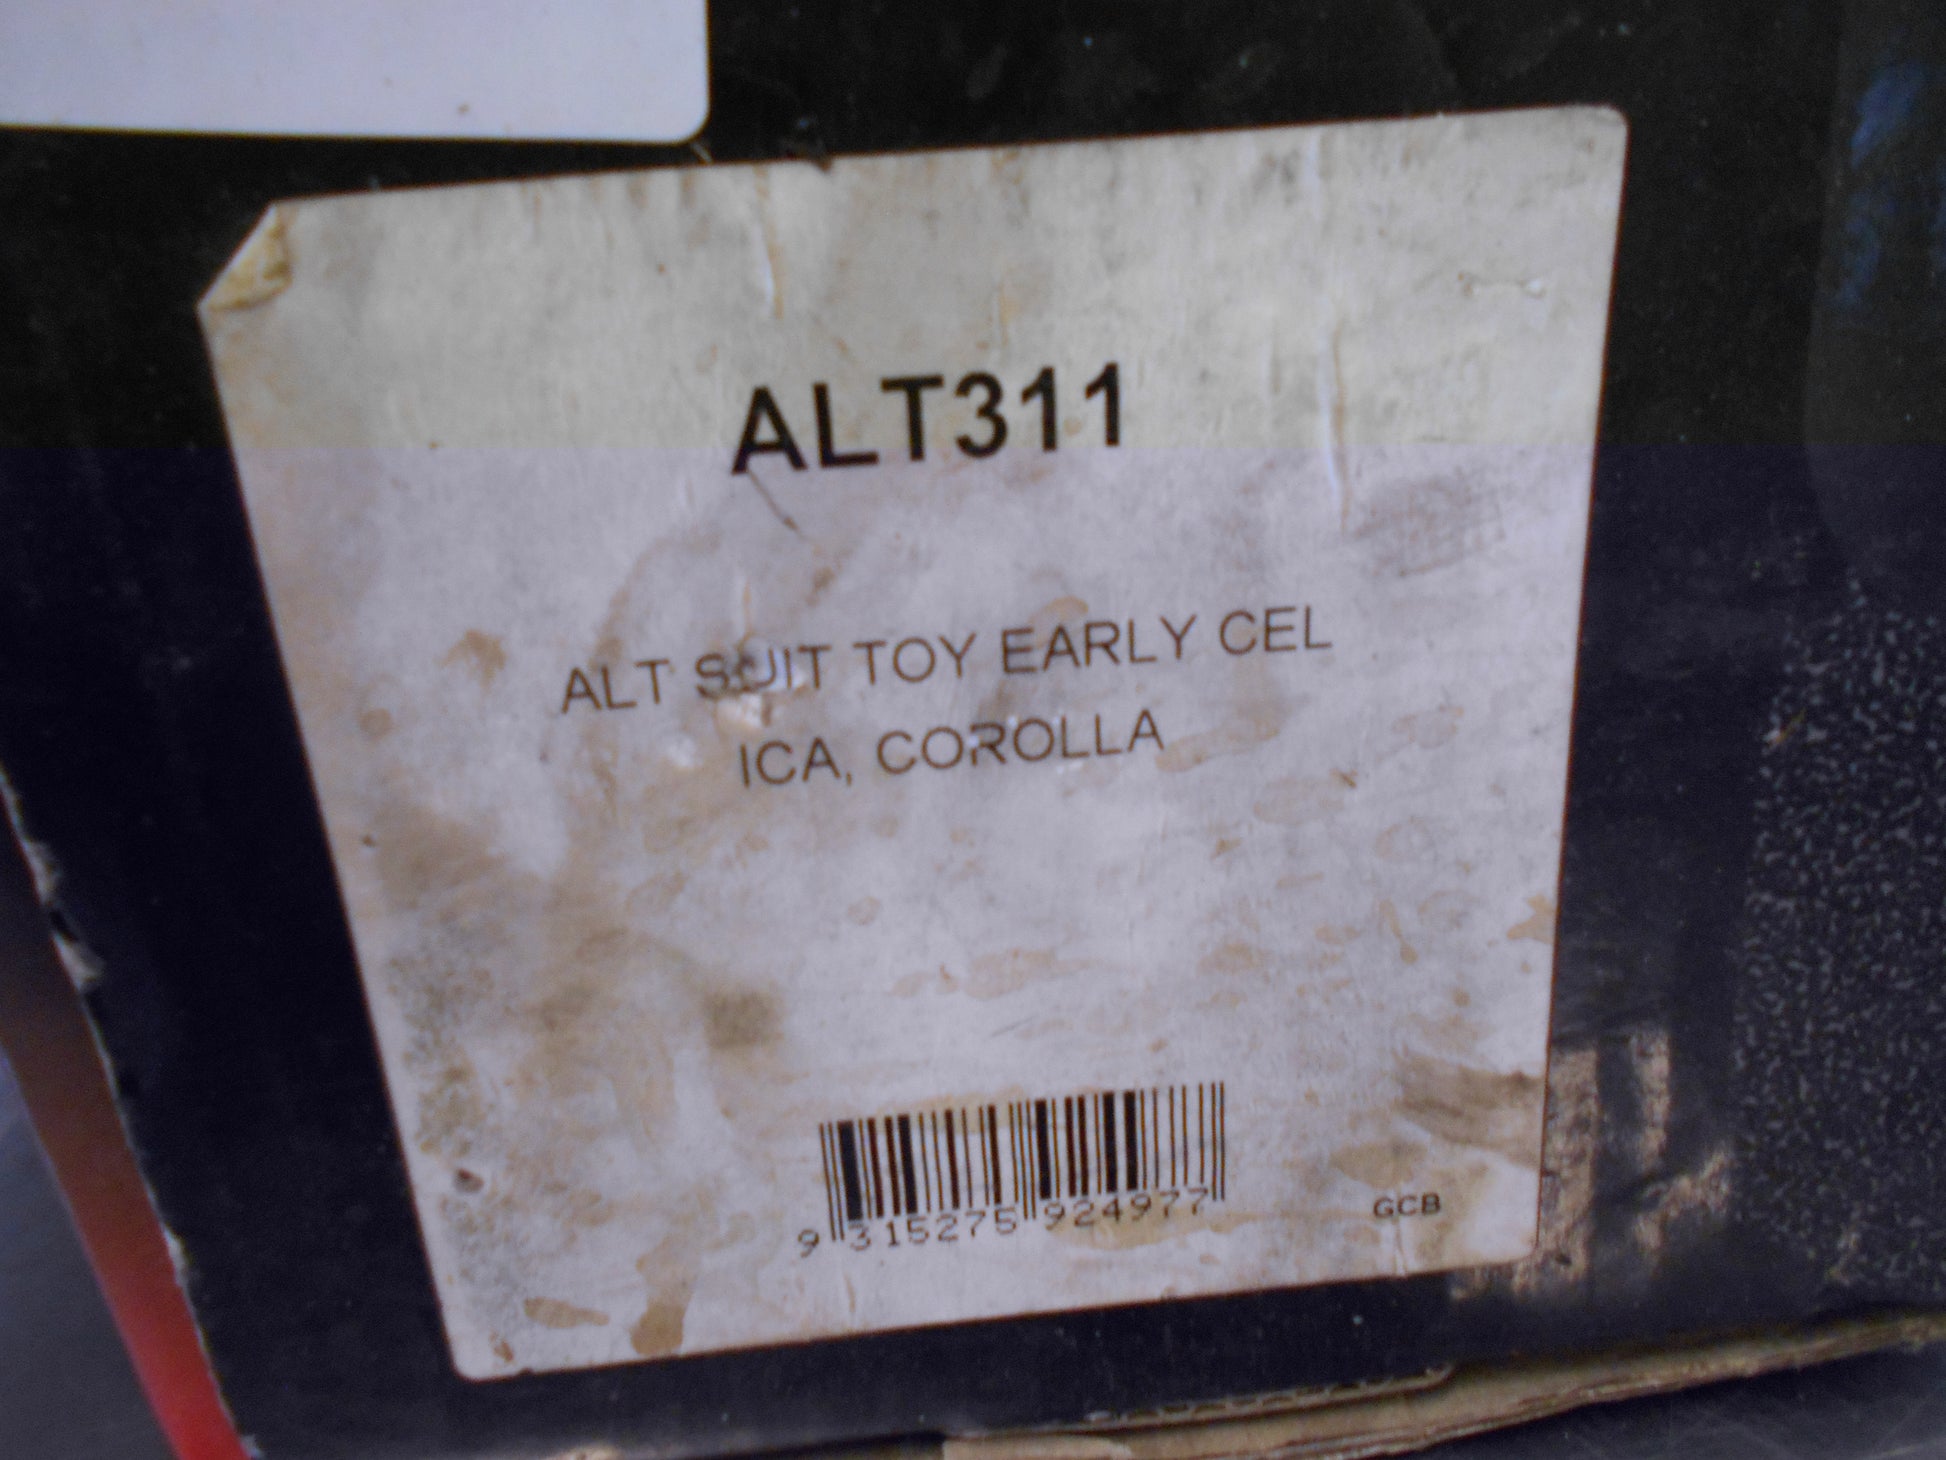 ALT311
ALT SUIT TOY EARLY CEL
ICA, COROLLA
9 315275 924977
GCB